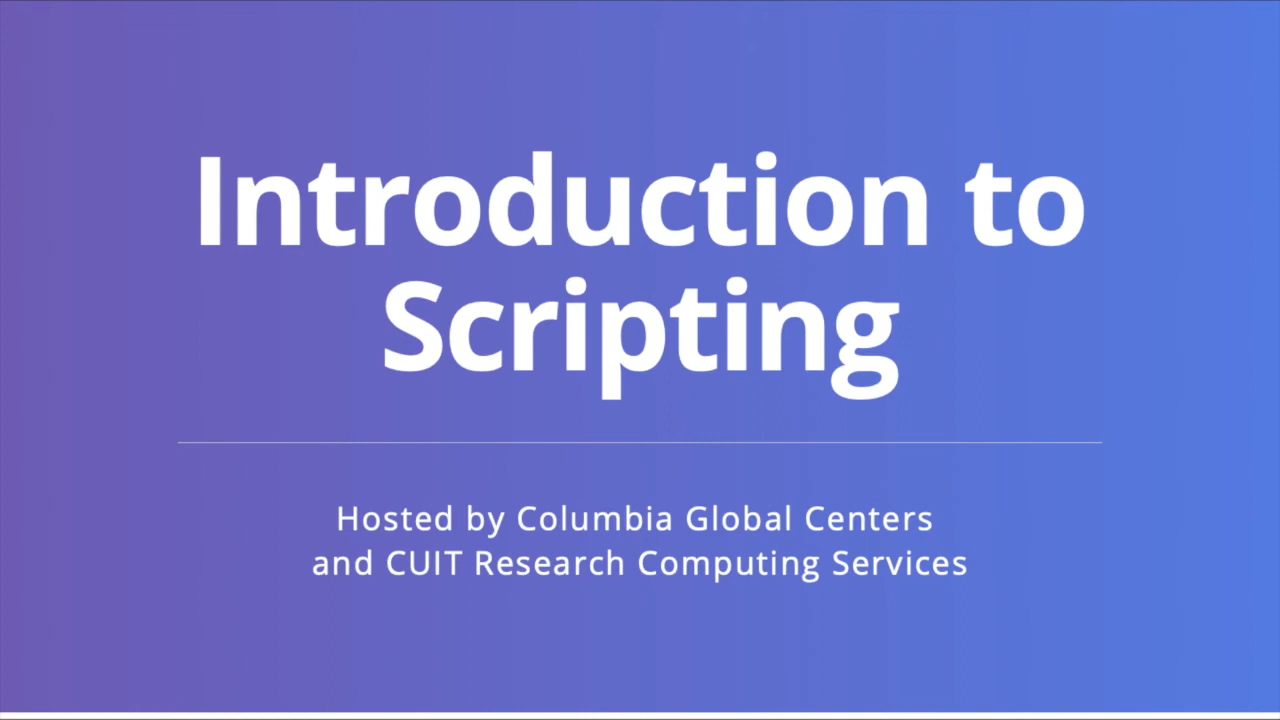 Introduction to
Scripting
Hosted by Columbia Global Centers
and CUIT Research Computing Services